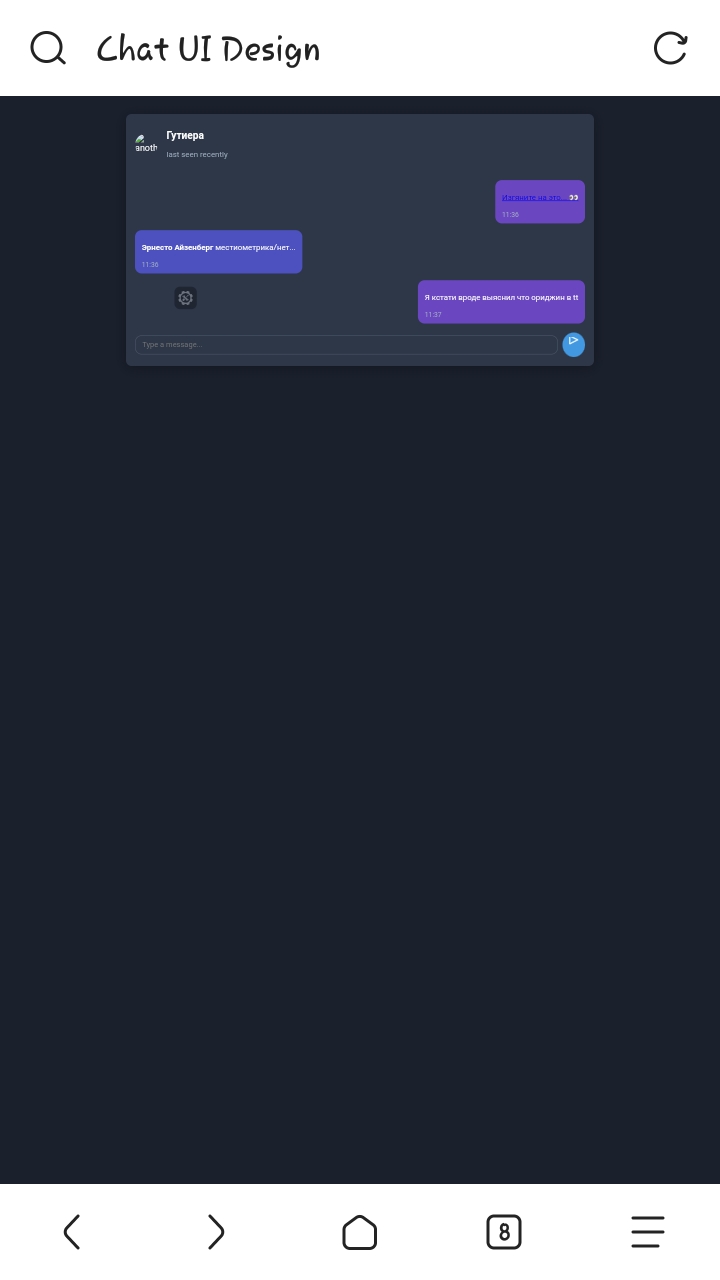 Chat UI Design
anoth
Гутиера
last seen recently
Изгяните на это... 👀
11:36
Эрнесто Айзенберг местиометрика/нет...
11:36
Я кстати вроде выяснил что ориджин в tt
11:37
Type a message...
8